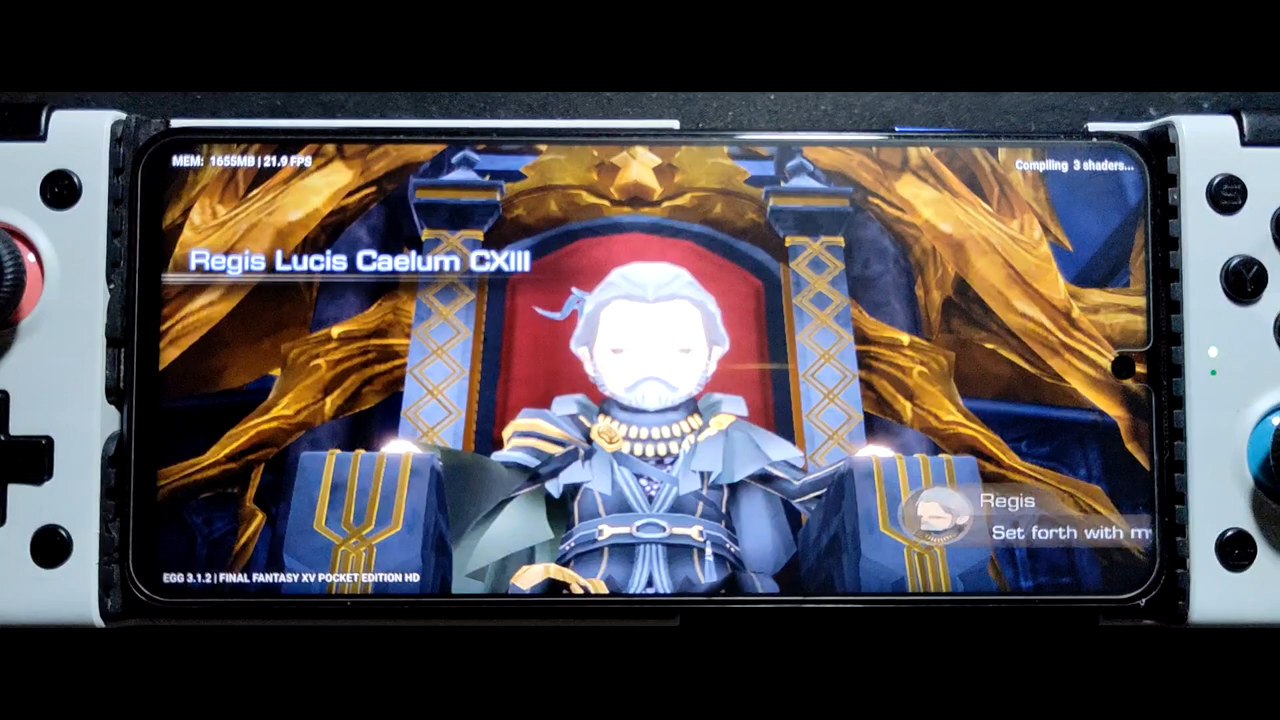 MEM: 1655MB | 21.9 FPS
Compiling 3 shaders...
Regis Lucis Caelum CXIII
Regis
Set forth with my
EGG 3.1.2 | FINAL FANTASY XV POCKET EDITION HD
Y